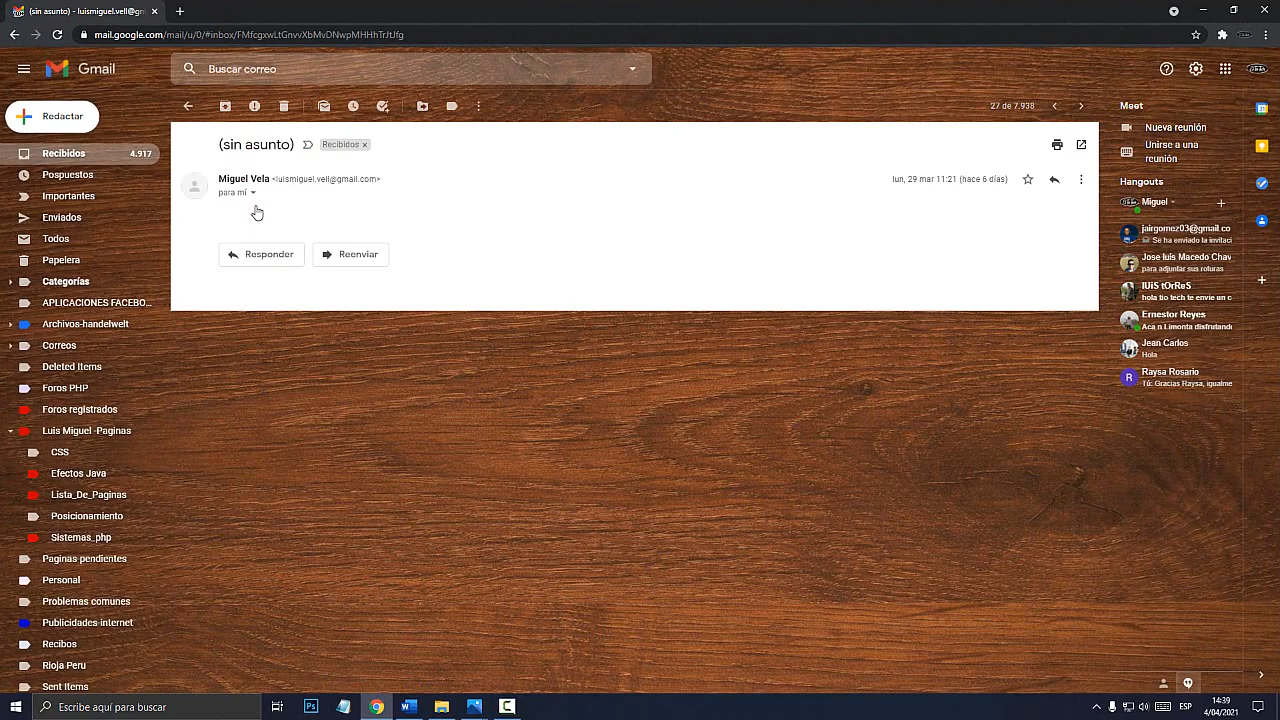 (sin asunto) - luismiguel.vell@gm
mail.google.com/mail/u/0/#inbox/FMfcgxwLtGnvvXbMvDNwpMHHhTrJtJfg
Gmail
Buscar correo
Redactar
27 de 7.938
Meet
Nueva reunión
Unirse a una
reunión
Hangouts
Miguel
jairgomez03@gmail.co
Se ha enviado la invitaci
Jose luis Macedo Chav
para adjuntar sus roturas
lUiS tOrReS
hola tio tech te envie un c
Ernestor Reyes
Aca n Limonta disfrutand
Jean Carlos
Hola
R
Raysa Rosario
Tú: Gracias Raysa, igualme
Recibidos 4.917
Pospuestos
Importantes
Enviados
Todos
Papelera
Categorías
APLICACIONES FACEBO...
Archivos-handelwelt
Correos
Deleted Items
Foros PHP
Foros registrados
Luis Miguel -Paginas
CSS
Efectos Java
Lista_De_Paginas
Posicionamiento
Sistemas_php
Paginas-pendientes
Personal
Problemas comunes
Publicidades-internet
Recibos
Rioja Peru
Sent Items
(sin asunto) Recibidos x
Miguel Vela <luismiguel.vell@gmail.com> lun, 29 mar 11:21 (hace 6 días)
para mí
Responder Reenviar
Escribe aquí para buscar
Ps
ESP
14:39
4/04/2021